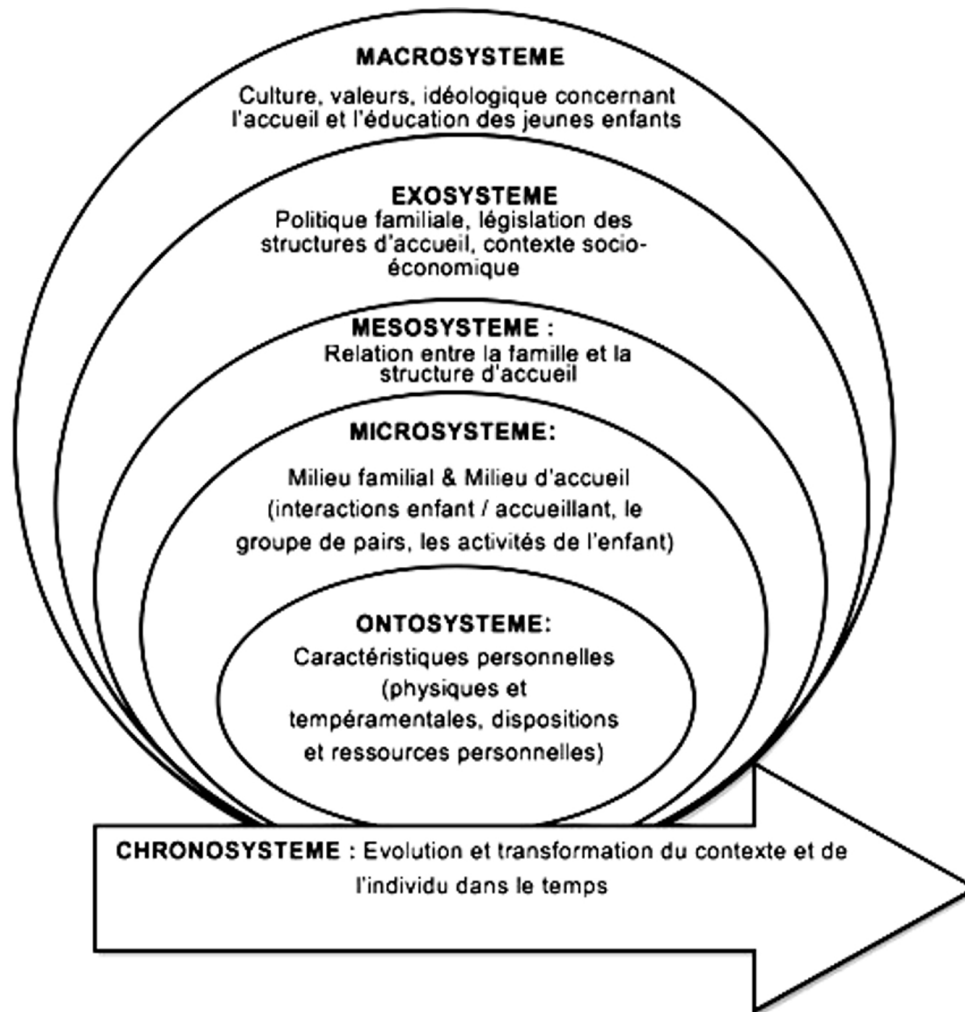 MACROSYSTEME
Culture, valeurs, idéologique concernant
l'accueil et l'éducation des jeunes enfants
EXOSYSTEME
Politique familiale, législation des
structures d'accueil, contexte socio-
économique
MESOSYSTEME :
Relation entre la famille et la
structure d'accueil
MICROSYSTEME:
Milieu familial & Milieu d'accueil
(interactions enfant / accueillant, le
groupe de pairs, les activités de l'enfant)
ONTOSYSTEME:
Caractéristiques personnelles
(physiques et
tempéramentales, dispositions
et ressources personnelles)
CHRONOSYSTEME : Evolution et transformation du contexte et de
l'individu dans le temps